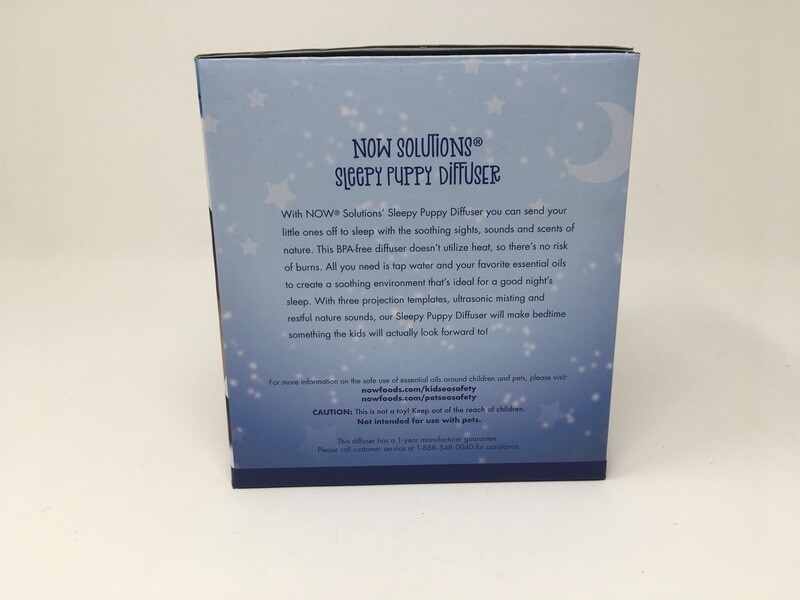 NOW SOLUTIONS®
SLEEPY PUPPY DIFFUSER
With NOW® Solutions' Sleepy Puppy Diffuser you can send your
little ones off to sleep with the soothing sights, sounds and scents of
nature. This BPA-free diffuser doesn't utilize heat, so there's no risk
of burns. All you need is tap water and your favorite essential oils
to create a soothing environment that's ideal for a good night's
sleep. With three projection templates, ultrasonic misting and
restful nature sounds, our Sleepy Puppy Diffuser will make bedtime
something the kids will actually look forward to!
For more information on the safe use of essential oils around children and pets, please visit:
nowfoods.com/kidseosafety
nowfoods.com/petseosafety
CAUTION: This is not a toy! Keep out of the reach of children.
Not intended for use with pets.
This diffuser has a 1-year manufacturer guarantee.
Please call customer service at 1-888-548-0040 for assistance.